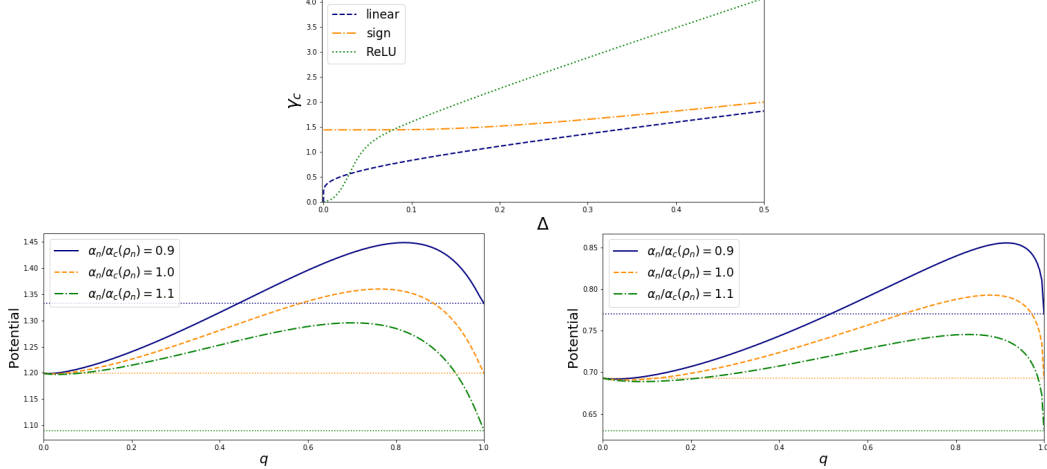 4.0
3.5
3.0
2.5
2.0
1.5
1.0
0.5
0.0
γc
linear
sign
ReLU
0.0 0.1 0.2 0.3 0.4 0.5
Δ
1.45
1.40
1.35
1.30
1.25
1.20
1.15
1.10
Potential
αn/αc(ρn) = 0.9
αn/αc(ρn) = 1.0
αn/αc(ρn) = 1.1
0.0 0.2 0.4 0.6 0.8 1.0
q
0.85
0.80
0.75
0.70
0.65
Potential
αn/αc(ρn) = 0.9
αn/αc(ρn) = 1.0
αn/αc(ρn) = 1.1
0.0 0.2 0.4 0.6 0.8 1.0
q